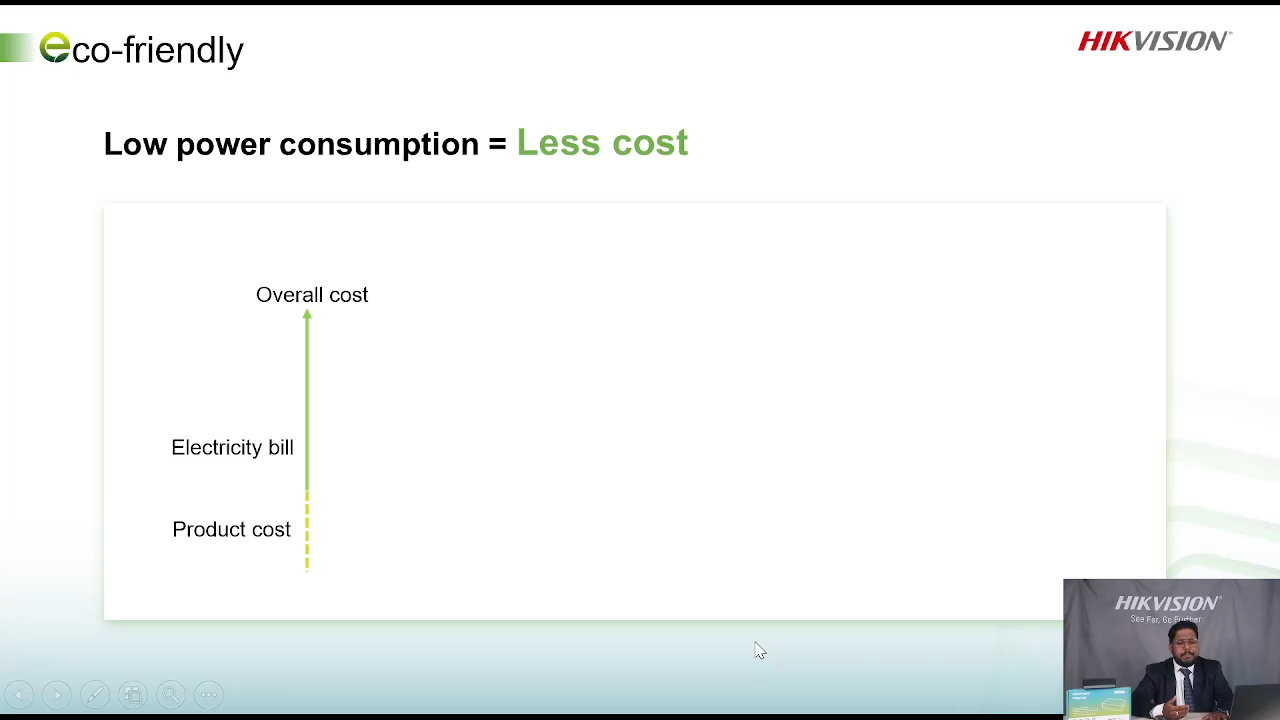 eco-friendly
HIKVISION
Low power consumption = Less cost
Overall cost
Electricity bill
Product cost
HIKVISION
See Far, Go Further